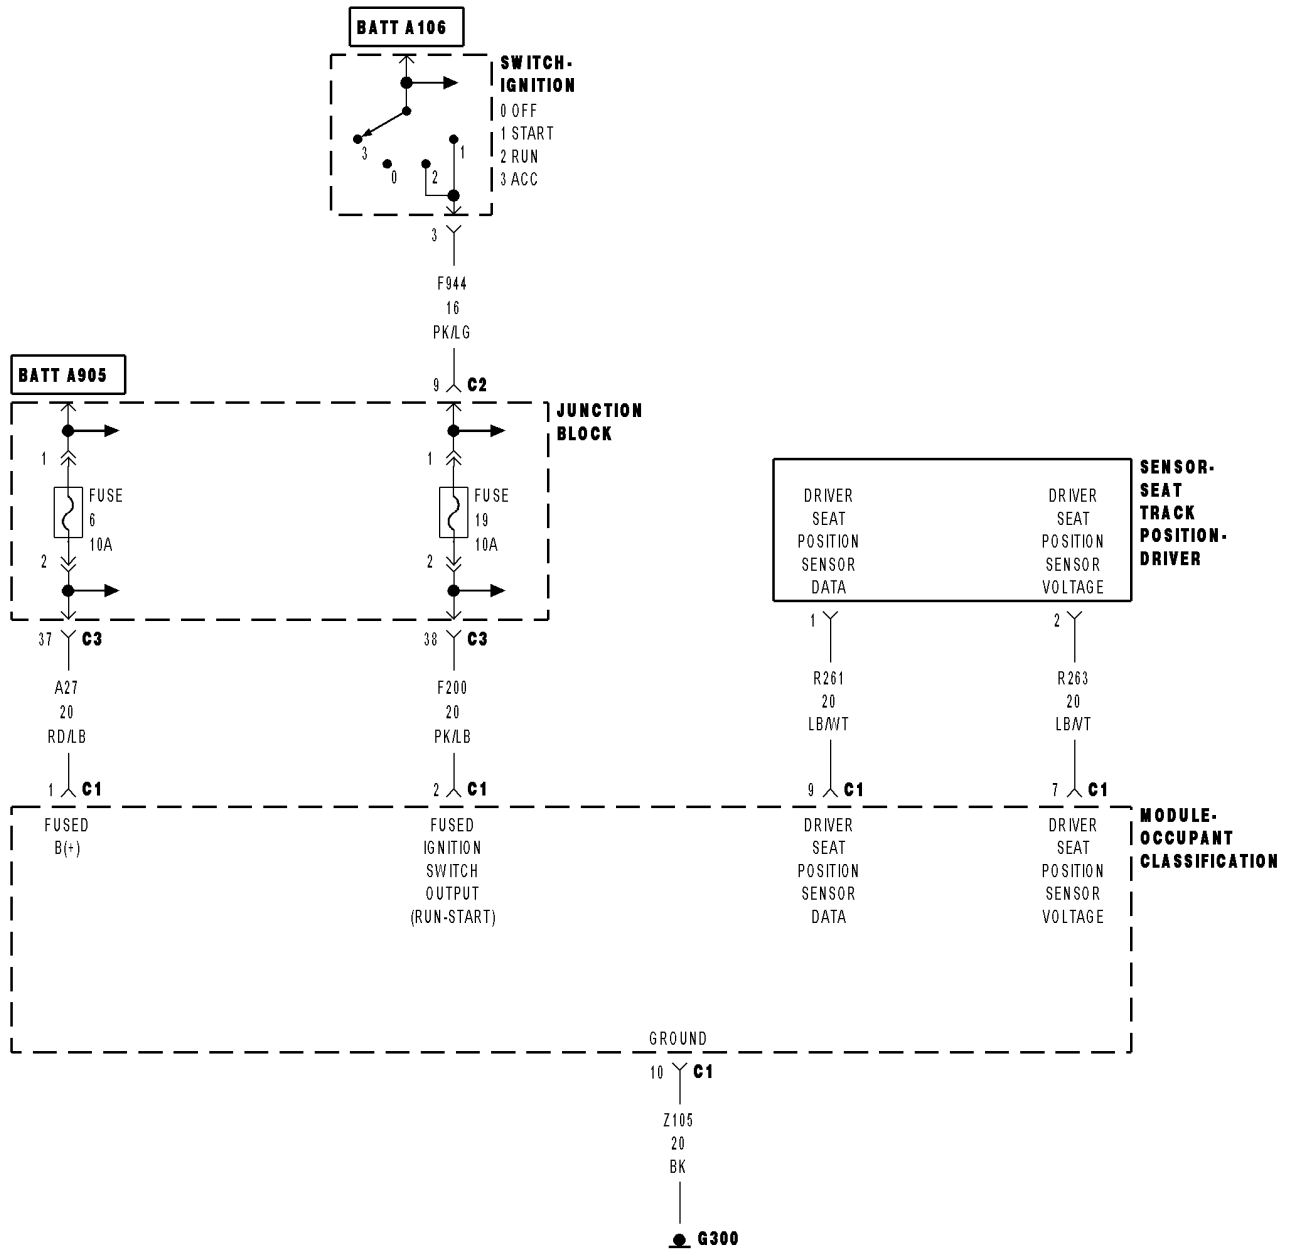 BATT A106
SWITCH-
IGNITION
0 OFF
1 START
2 RUN
3 ACC
3
0
2
1
3
F944
16
PK/LG
9 C2
BATT A905
JUNCTION
BLOCK
1
FUSE
6
10A
2
1
FUSE
19
10A
2
37 C3
38 C3
A27
20
RD/LB
F200
20
PK/LB
1 C1
2 C1
SENSOR-
SEAT
TRACK
POSITION-
DRIVER
DRIVER
SEAT
POSITION
SENSOR
DATA
DRIVER
SEAT
POSITION
SENSOR
VOLTAGE
1
2
R261
20
LB/WT
R263
20
LB/VT
9 C1
7 C1
MODULE-
OCCUPANT
CLASSIFICATION
FUSED
B(+)
FUSED
IGNITION
SWITCH
OUTPUT
(RUN-START)
DRIVER
SEAT
POSITION
SENSOR
DATA
DRIVER
SEAT
POSITION
SENSOR
VOLTAGE
GROUND
10 C1
Z105
20
BK
G300